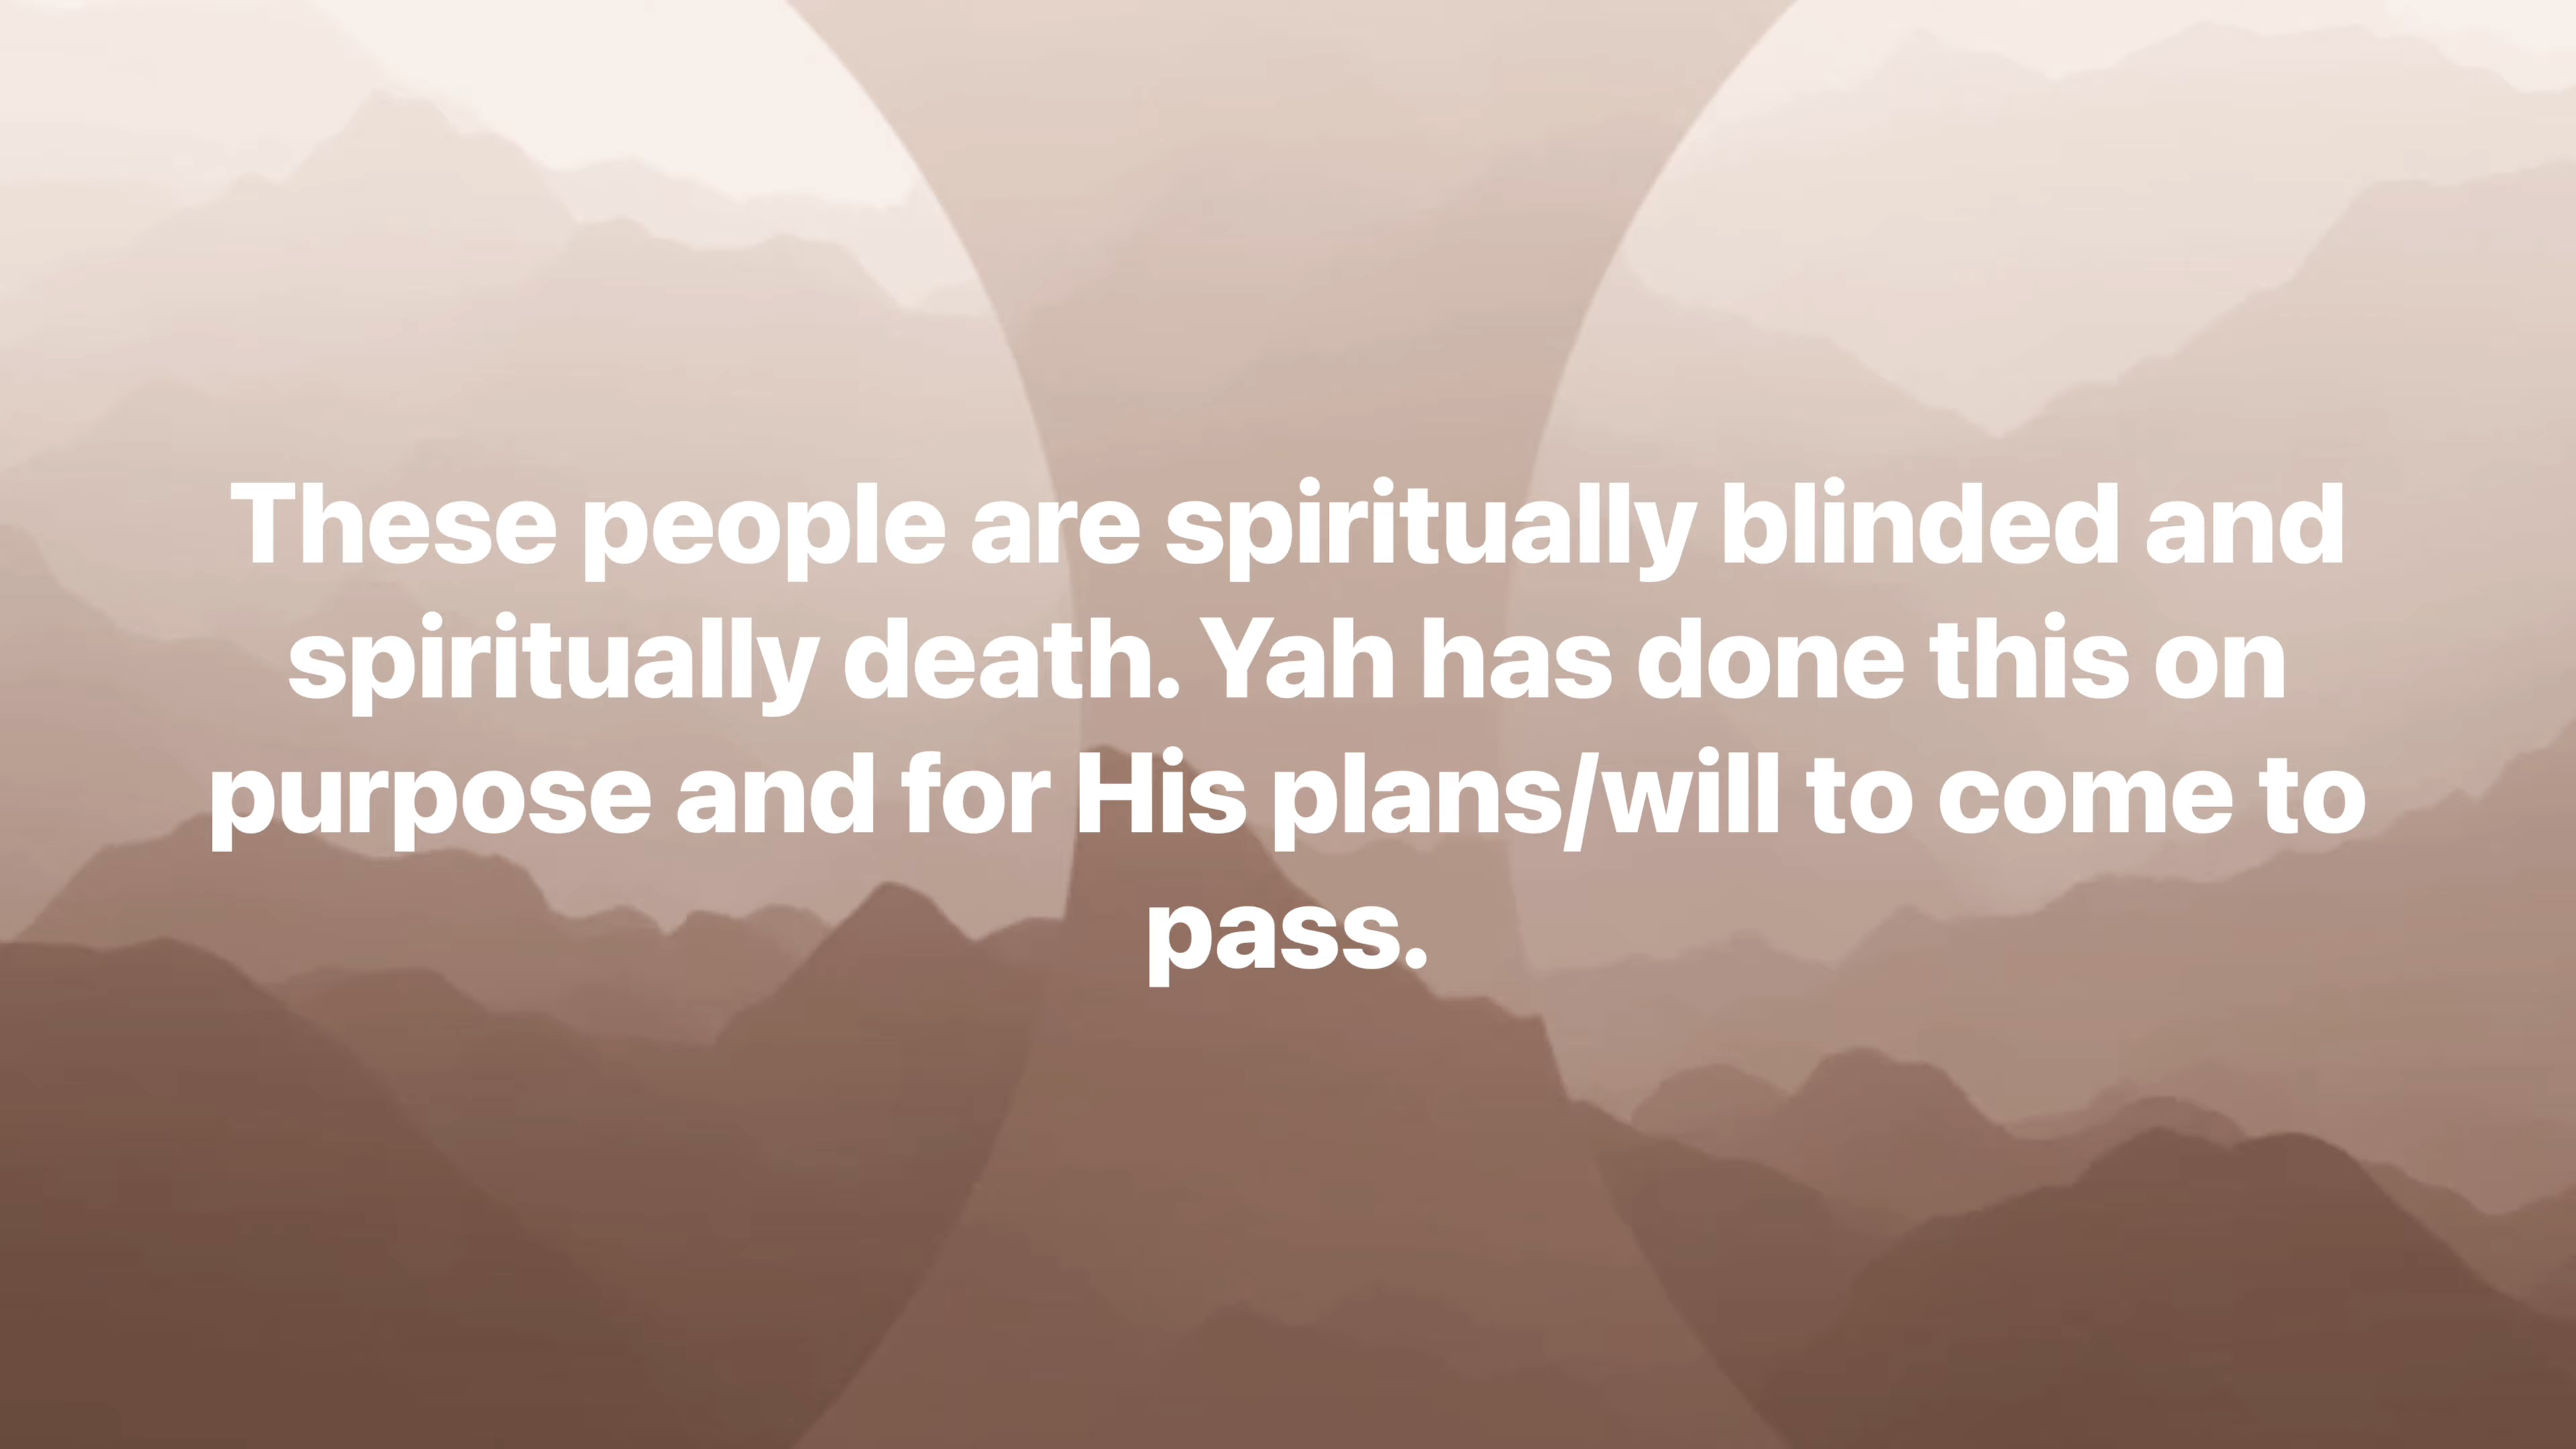 These people are spiritually blinded and
spiritually death. Yah has done this on
purpose and for His plans/will to come to
pass.